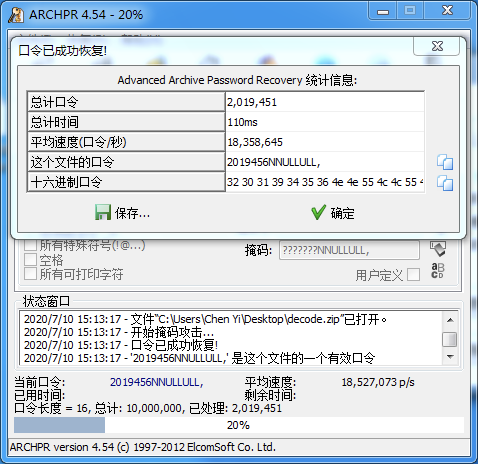 ARCHPR 4.54 - 20%
口令已成功恢复!
Advanced Archive Password Recovery 统计信息:
总计口令 2,019,451
总计时间 110ms
平均速度(口令/秒) 18,358,645
这个文件的口令 2019456NNULLULL,
十六进制口令 32 30 31 39 34 35 36 4e 4e 55 4c 4c 55 4
保存... 确定
所有特殊符号(!@...) 掩码: ???????NNULLULL,
空格
所有可打印字符 用户定义
状态窗口
2020/7/10 15:13:17 - 文件"C:\Users\Chen Yi\Desktop\decode.zip"已打开。
2020/7/10 15:13:17 - 开始掩码攻击...
2020/7/10 15:13:17 - 口令已成功恢复!
2020/7/10 15:13:17 - '2019456NNULLULL,' 是这个文件的一个有效口令
当前口令: 2019456NNULLULL, 平均速度: 18,527,073 p/s
已用时间: 剩余时间:
口令长度 = 16, 总计: 10,000,000, 已处理: 2,019,451
20%
ARCHPR version 4.54 (c) 1997-2012 ElcomSoft Co. Ltd.